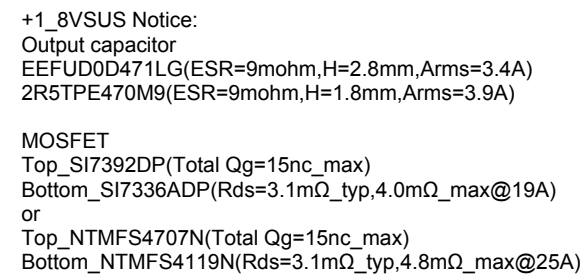 +1_8VSUS Notice:
Output capacitor
EEFUD0D471LG(ESR=9mohm,H=2.8mm,Arms=3.4A)
2R5TPE470M9(ESR=9mohm,H=1.8mm,Arms=3.9A)
MOSFET
Top_SI7392DP(Total Qg=15nc_max)
Bottom_SI7336ADP(Rds=3.1mΩ_typ,4.0mΩ_max@19A)
or
Top_NTMFS4707N(Total Qg=15nc_max)
Bottom_NTMFS4119N(Rds=3.1mΩ_typ,4.8mΩ_max@25A)